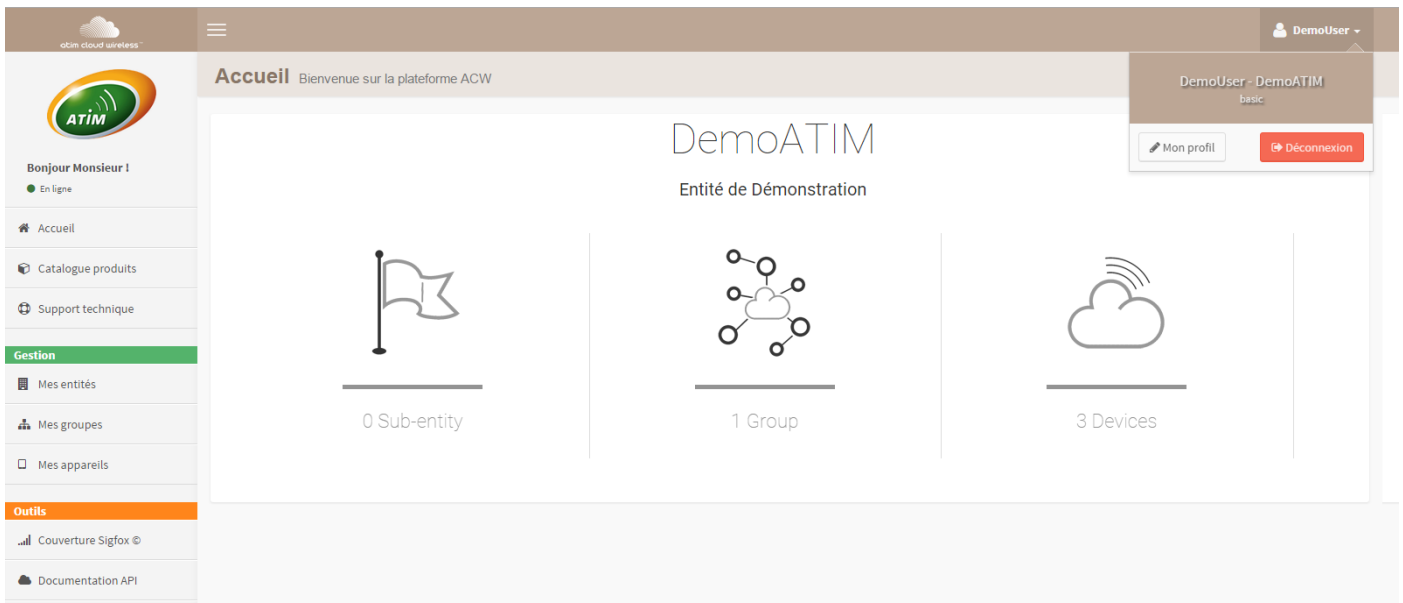 atim cloud wireless™
DemoUser
Accueil Bienvenue sur la plateforme ACW
DemoUser - DemoATIM
basic
Mon profil
Déconnexion
ATIM
Bonjour Monsieur !
En ligne
Accueil
Catalogue produits
Support technique
Gestion
Mes entités
Mes groupes
Mes appareils
Outils
Couverture Sigfox ©
Documentation API
DemoATIM
Entité de Démonstration
0 Sub-entity
1 Group
3 Devices